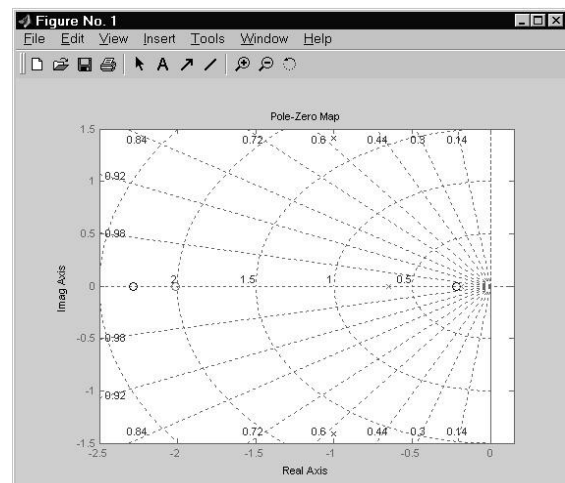 Figure No. 1
File Edit View Insert Tools Window Help
A
Pole-Zero Map
1.5
0.84 0.72 0.6 0.44 0.3 0.14
1 0.92
0.5 0.98
0 2 1.5 1 0.5
-0.5 0.98
-1 0.92
0.84 0.72 0.6 0.44 0.3 0.14
-1.5
-2.5 -2 -1.5 -1 -0.5 0
Imag Axis
Real Axis